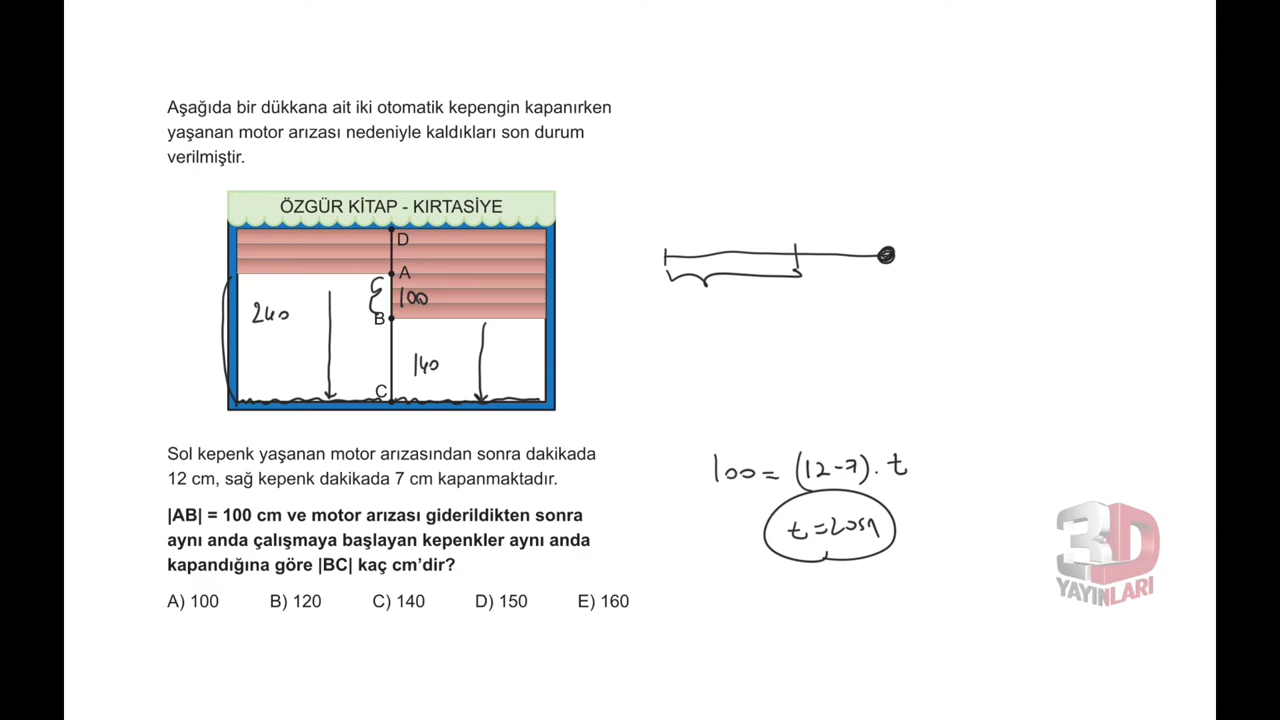 Aşağıda bir dükkana ait iki otomatik kepengin kapanırken
yaşanan motor arızası nedeniyle kaldıkları son durum
verilmiştir.
ÖZGÜR KİTAP - KIRTASİYE
D
A
100
B
240
140
C
Sol kepenk yaşanan motor arızasından sonra dakikada
12 cm, sağ kepenk dakikada 7 cm kapanmaktadır.
|AB| = 100 cm ve motor arızası giderildikten sonra
aynı anda çalışmaya başlayan kepenkler aynı anda
kapandığına göre |BC| kaç cm'dir?
A) 100 B) 120 C) 140 D) 150 E) 160
100 = (12-7) . t
t = 20sn
3D
YAYINLARI